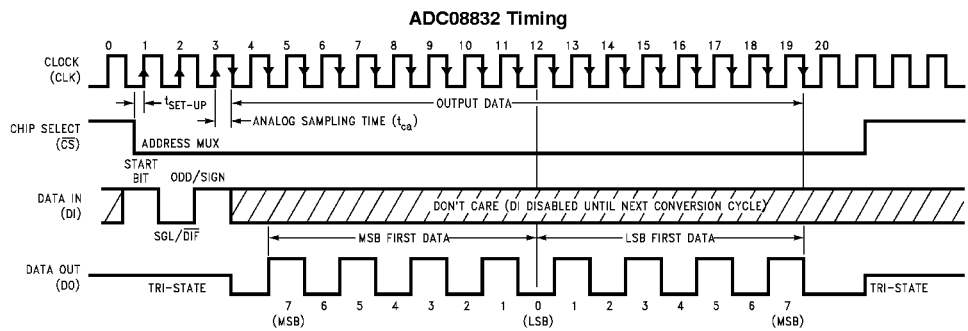 ADC08832 Timing
0 1 2 3 4 5 6 7 8 9 10 11 12 13 14 15 16 17 18 19 20
CLOCK
(CLK)
tSET-UP
OUTPUT DATA
ANALOG SAMPLING TIME (tca)
CHIP SELECT
(CS)
ADDRESS MUX
START
BIT
ODD/SIGN
DATA IN
(DI)
DON'T CARE (DI DISABLED UNTIL NEXT CONVERSION CYCLE)
SGL/DIF
MSB FIRST DATA
LSB FIRST DATA
DATA OUT
(DO)
TRI-STATE
TRI-STATE
7 6 5 4 3 2 1 0 1 2 3 4 5 6 7
(MSB) (LSB) (MSB)